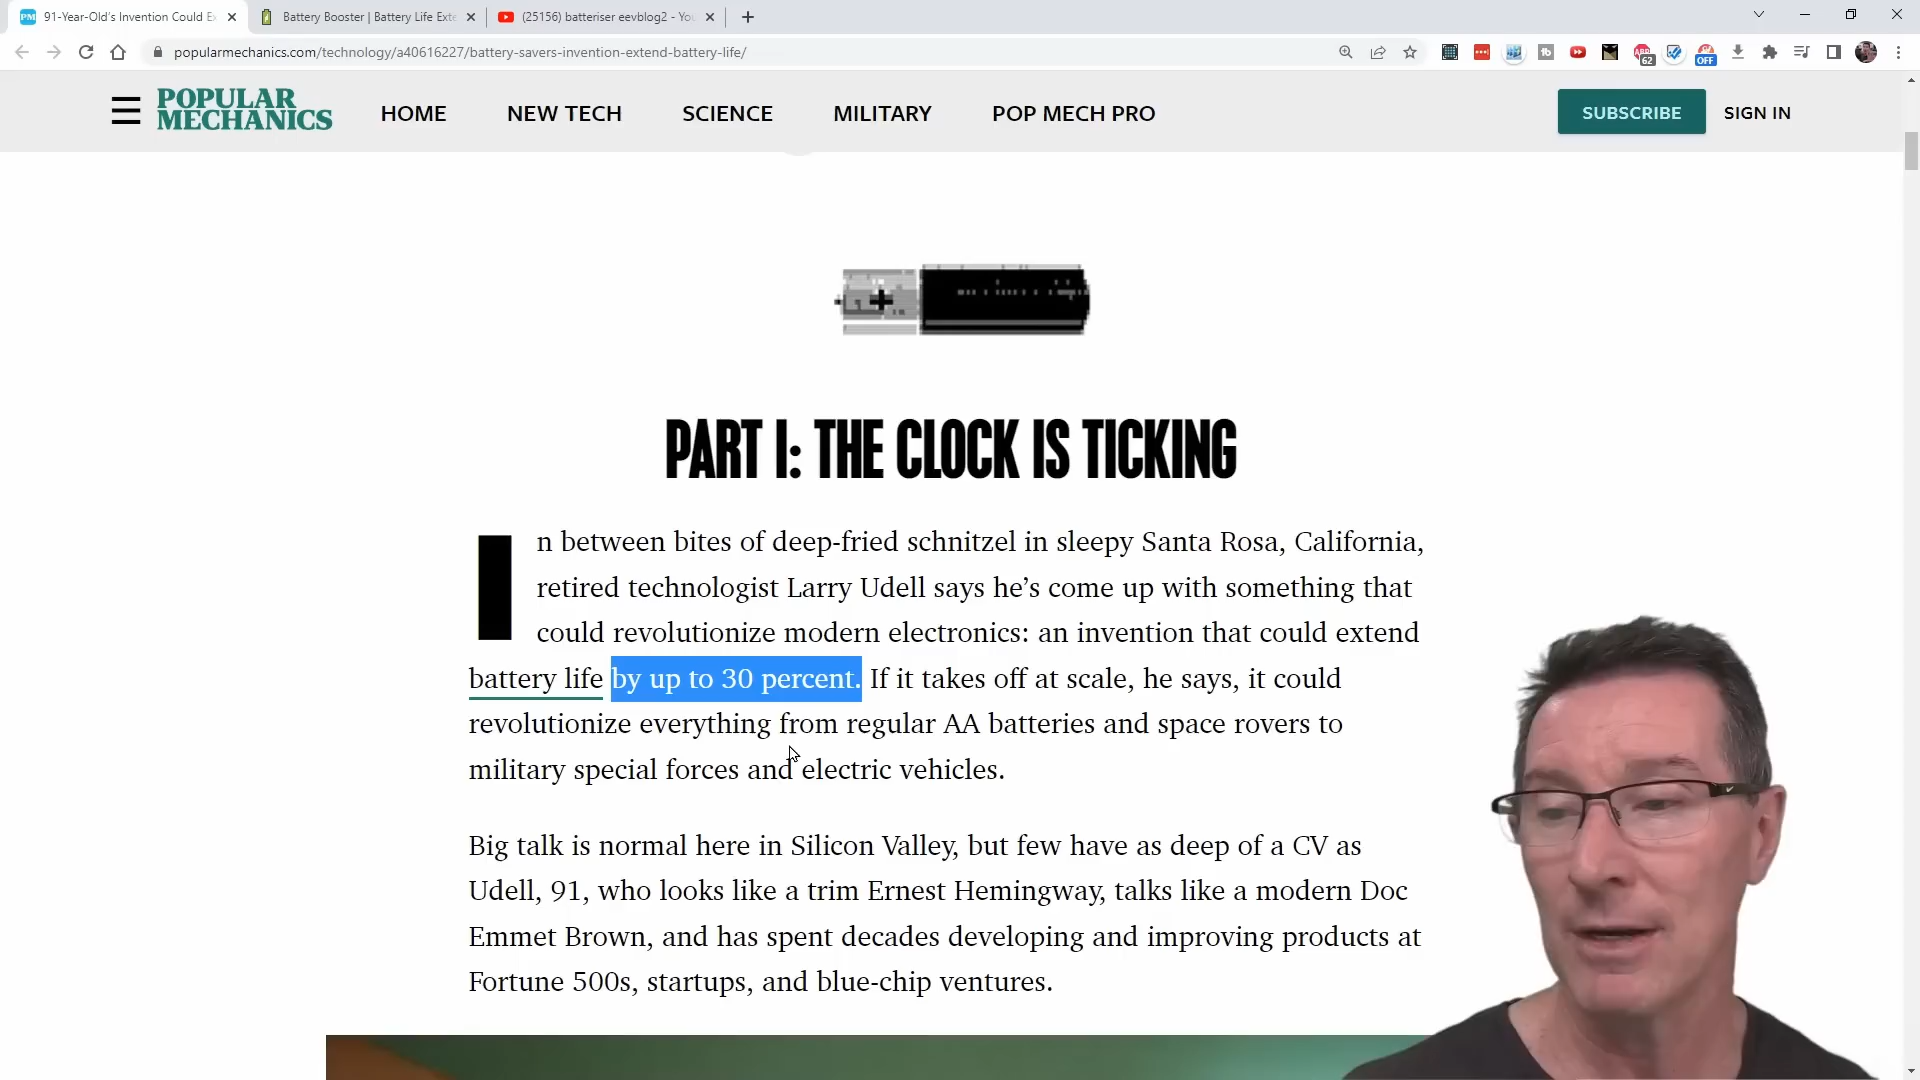 91-Year-Old's Invention Could E
Battery Booster | Battery Life Exte
(25156) batteriser eevblog2 - You
popularmechanics.com/technology/a40616227/battery-savers-invention-extend-battery-life/
62
OFF
POPULAR
MECHANICS
HOME
NEW TECH
SCIENCE
MILITARY
POP MECH PRO
SUBSCRIBE
SIGN IN
+
PART I: THE CLOCK IS TICKING
In between bites of deep-fried schnitzel in sleepy Santa Rosa, California,
retired technologist Larry Udell says he’s come up with something that
could revolutionize modern electronics: an invention that could extend
battery life by up to 30 percent. If it takes off at scale, he says, it could
revolutionize everything from regular AA batteries and space rovers to
military special forces and electric vehicles.
Big talk is normal here in Silicon Valley, but few have as deep of a CV as
Udell, 91, who looks like a trim Ernest Hemingway, talks like a modern Doc
Emmet Brown, and has spent decades developing and improving products at
Fortune 500s, startups, and blue-chip ventures.